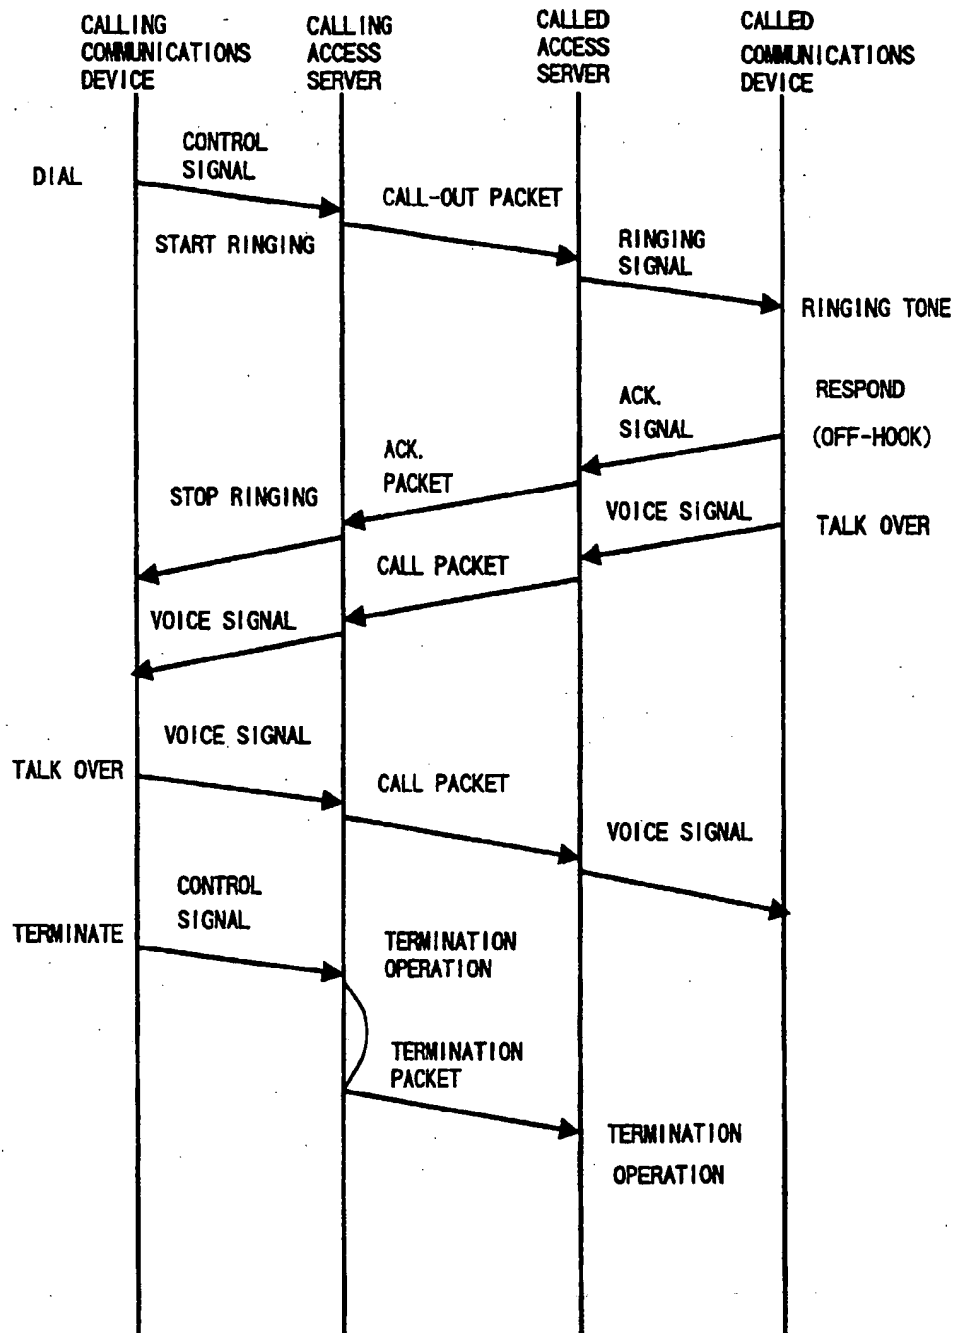 CALLING
COMMUNICATIONS
DEVICE
CALLING
ACCESS
SERVER
CALLED
ACCESS
SERVER
CALLED
COMMUNICATIONS
DEVICE
DIAL
CONTROL
SIGNAL
CALL-OUT PACKET
START RINGING
RINGING
SIGNAL
RINGING TONE
RESPOND
(OFF-HOOK)
ACK.
SIGNAL
ACK.
PACKET
STOP RINGING
VOICE SIGNAL
TALK OVER
CALL PACKET
VOICE SIGNAL
VOICE SIGNAL
TALK OVER
CALL PACKET
VOICE SIGNAL
CONTROL
SIGNAL
TERMINATE
TERMINATION
OPERATION
TERMINATION
PACKET
TERMINATION
OPERATION